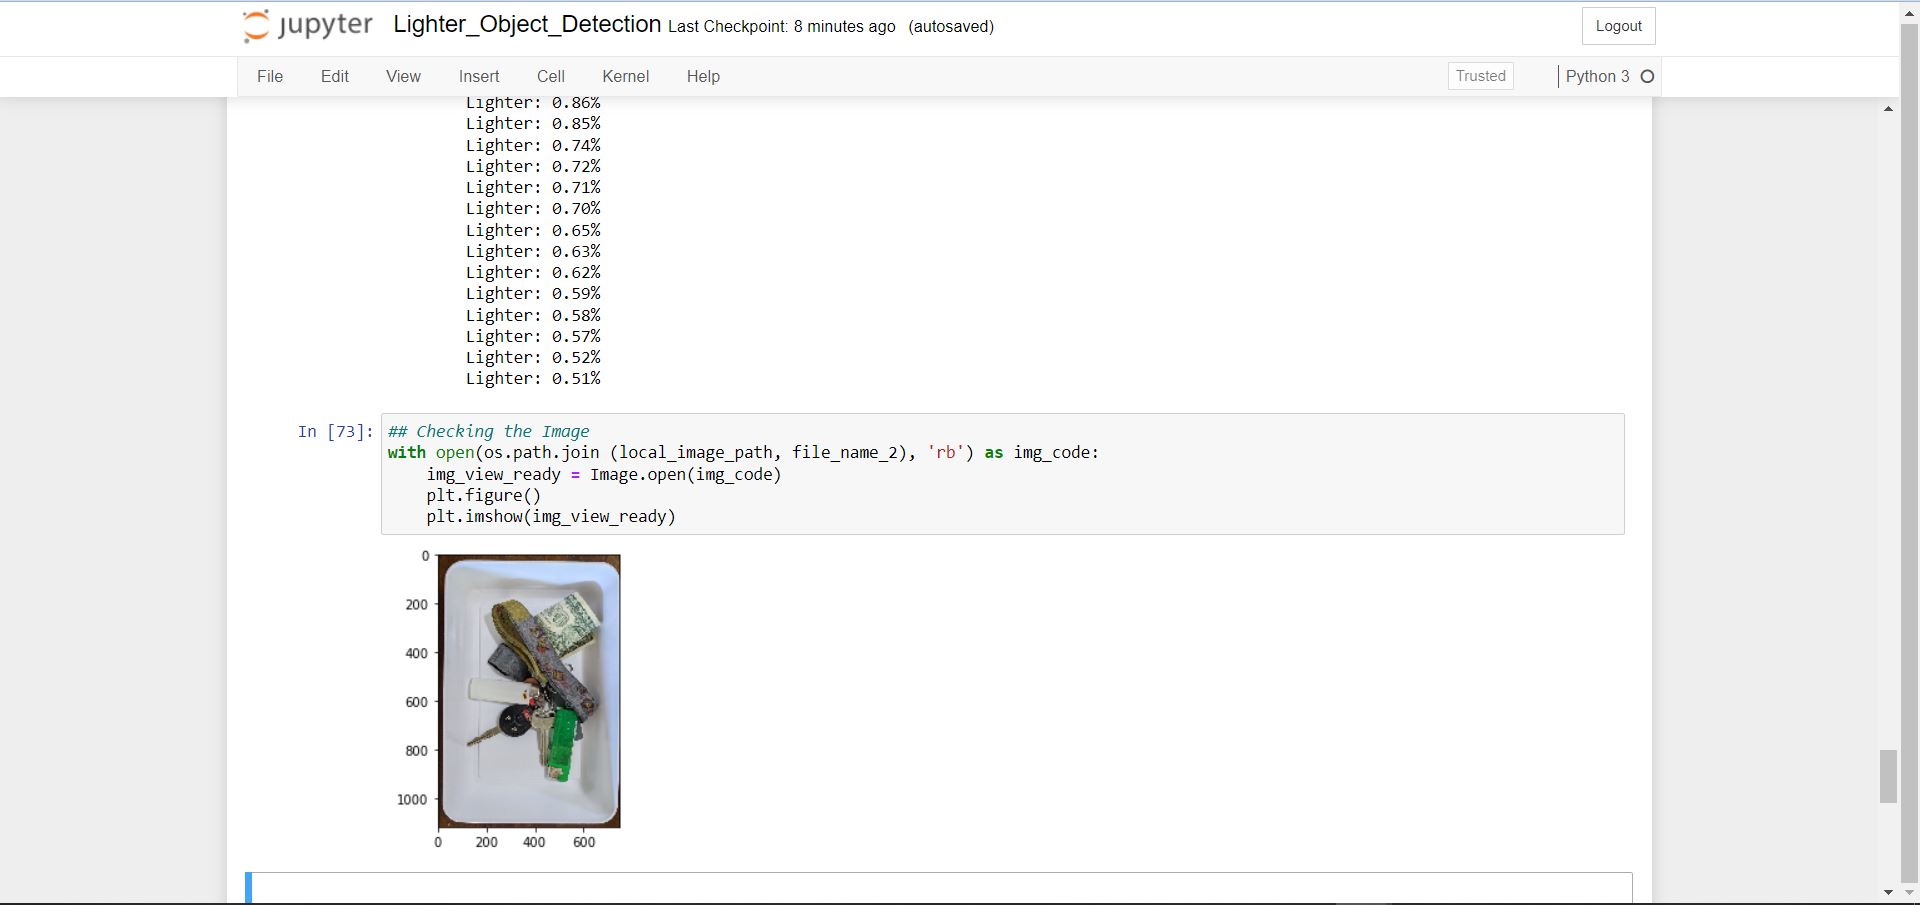 jupyter Lighter_Object_Detection Last Checkpoint: 8 minutes ago (autosaved) Logout
File Edit View Insert Cell Kernel Help Trusted Python 3
Lighter: 0.86%
Lighter: 0.85%
Lighter: 0.74%
Lighter: 0.72%
Lighter: 0.71%
Lighter: 0.70%
Lighter: 0.65%
Lighter: 0.63%
Lighter: 0.62%
Lighter: 0.59%
Lighter: 0.58%
Lighter: 0.57%
Lighter: 0.52%
Lighter: 0.51%
In [73]: ## Checking the Image
with open(os.path.join (local_image_path, file_name_2), 'rb') as img_code:
    img_view_ready = Image.open(img_code)
    plt.figure()
    plt.imshow(img_view_ready)
0
200
400
600
800
1000
0 200 400 600